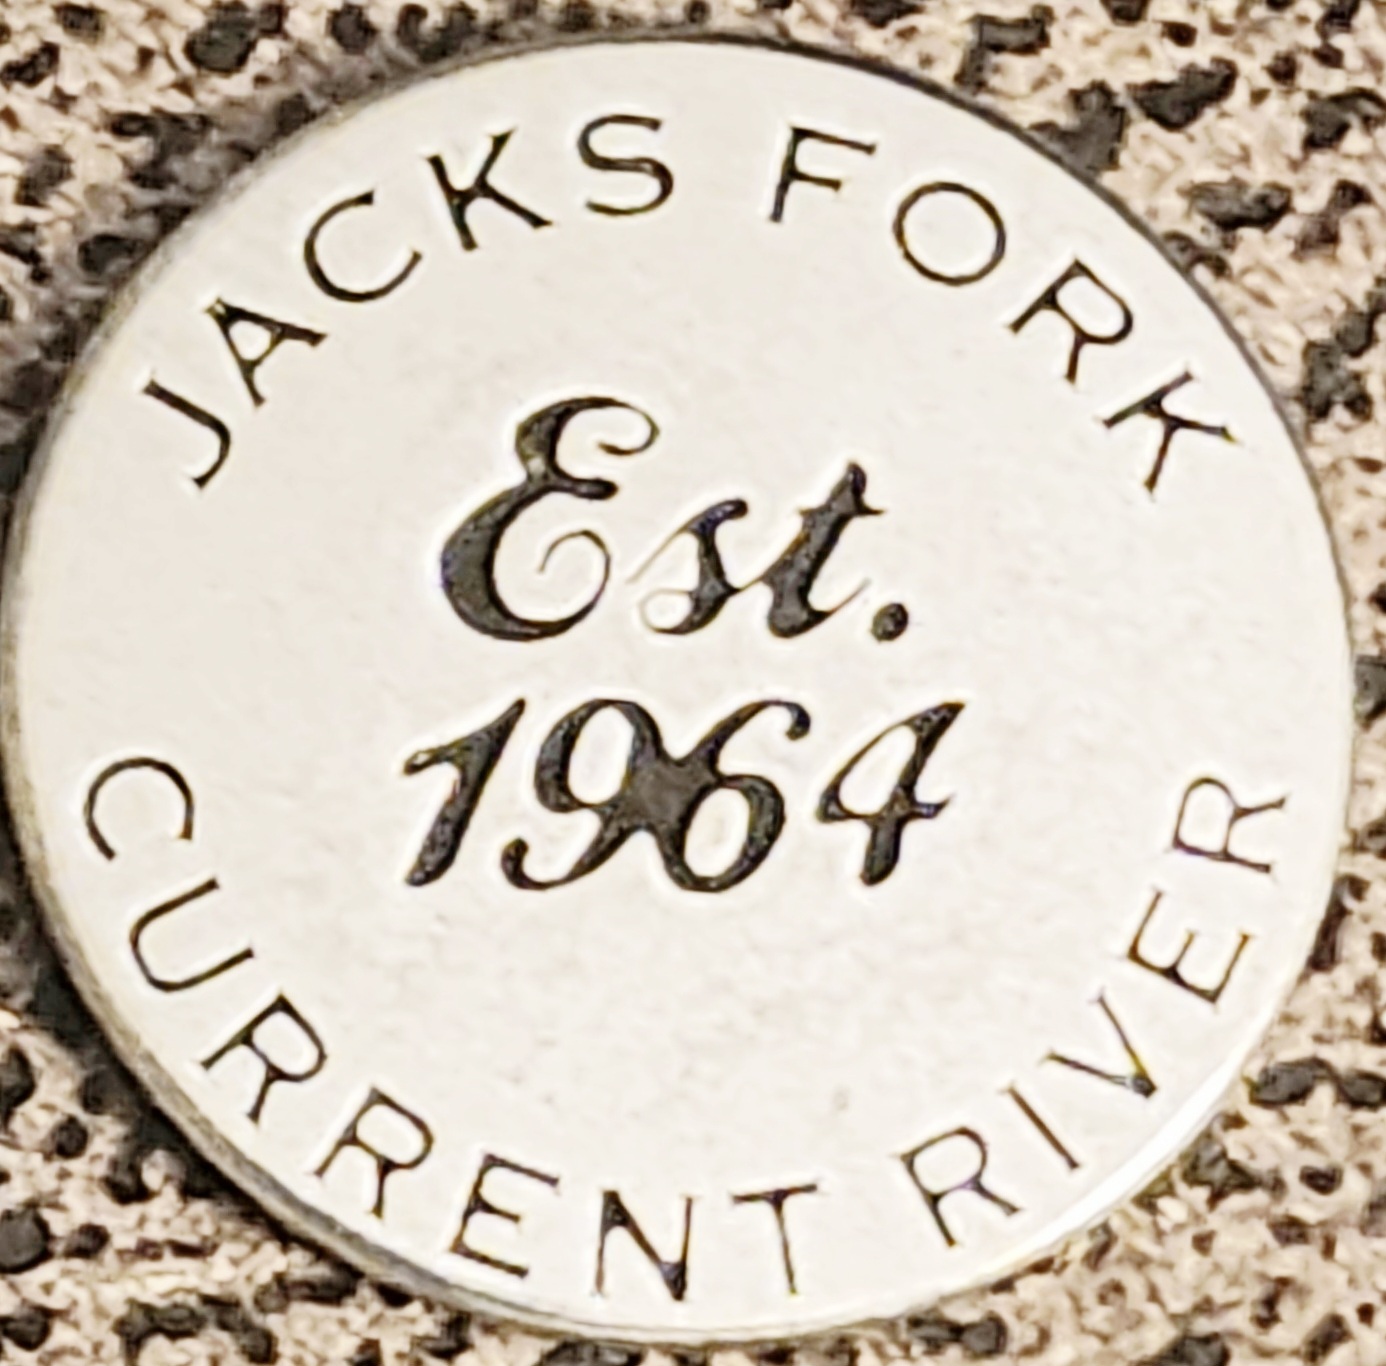 JACKS FORK
Est.
1964
CURRENT RIVER